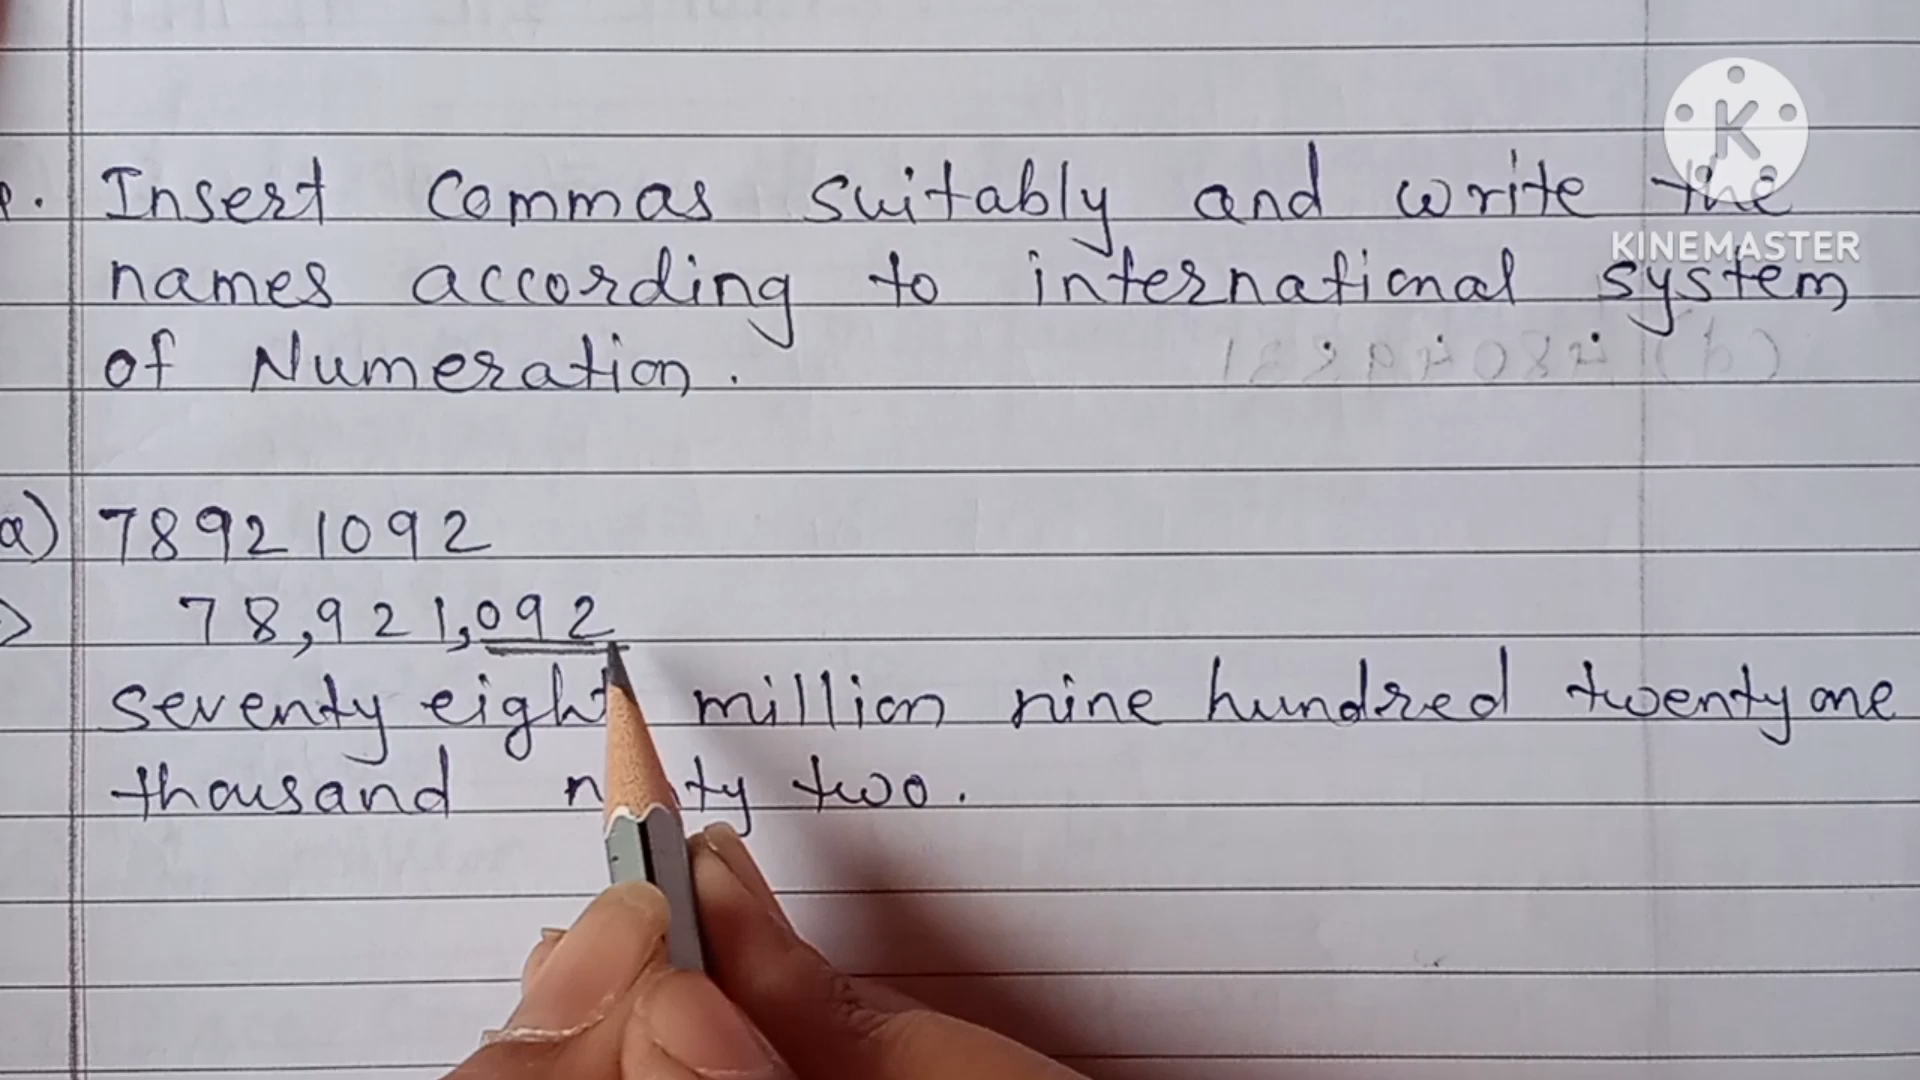 Insert commas suitably and write the
KINEMASTER
names according to international system
of Numeration.
a) 78921092
78,921,092
seventy eight million nine hundred twenty one
thousand two.